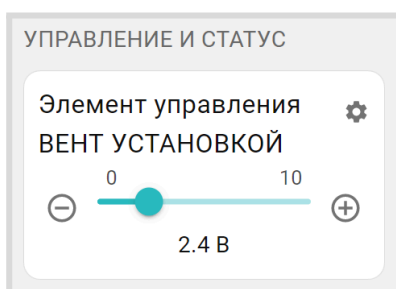 УПРАВЛЕНИЕ И СТАТУС
Элемент управления
ВЕНТ УСТАНОВКОЙ
0 10
2.4 В